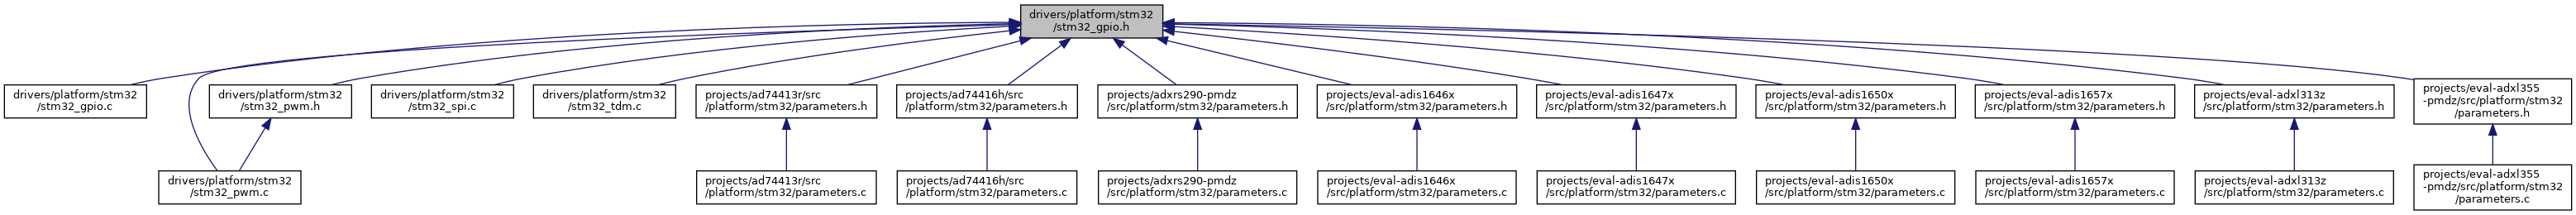 drivers/platform/stm32
/stm32_gpio.h
drivers/platform/stm32
/stm32_gpio.c
drivers/platform/stm32
/stm32_pwm.h
drivers/platform/stm32
/stm32_spi.c
drivers/platform/stm32
/stm32_tdm.c
projects/ad74413r/src
/platform/stm32/parameters.h
projects/ad74416h/src
/platform/stm32/parameters.h
projects/adxrs290-pmdz
/src/platform/stm32/parameters.h
projects/eval-adis1646x
/src/platform/stm32/parameters.h
projects/eval-adis1647x
/src/platform/stm32/parameters.h
projects/eval-adis1650x
/src/platform/stm32/parameters.h
projects/eval-adis1657x
/src/platform/stm32/parameters.h
projects/eval-adxl313z
/src/platform/stm32/parameters.h
projects/eval-adxl355
-pmdz/src/platform/stm32
/parameters.h
drivers/platform/stm32
/stm32_pwm.c
projects/ad74413r/src
/platform/stm32/parameters.c
projects/ad74416h/src
/platform/stm32/parameters.c
projects/adxrs290-pmdz
/src/platform/stm32/parameters.c
projects/eval-adis1646x
/src/platform/stm32/parameters.c
projects/eval-adis1647x
/src/platform/stm32/parameters.c
projects/eval-adis1650x
/src/platform/stm32/parameters.c
projects/eval-adis1657x
/src/platform/stm32/parameters.c
projects/eval-adxl313z
/src/platform/stm32/parameters.c
projects/eval-adxl355
-pmdz/src/platform/stm32
/parameters.c